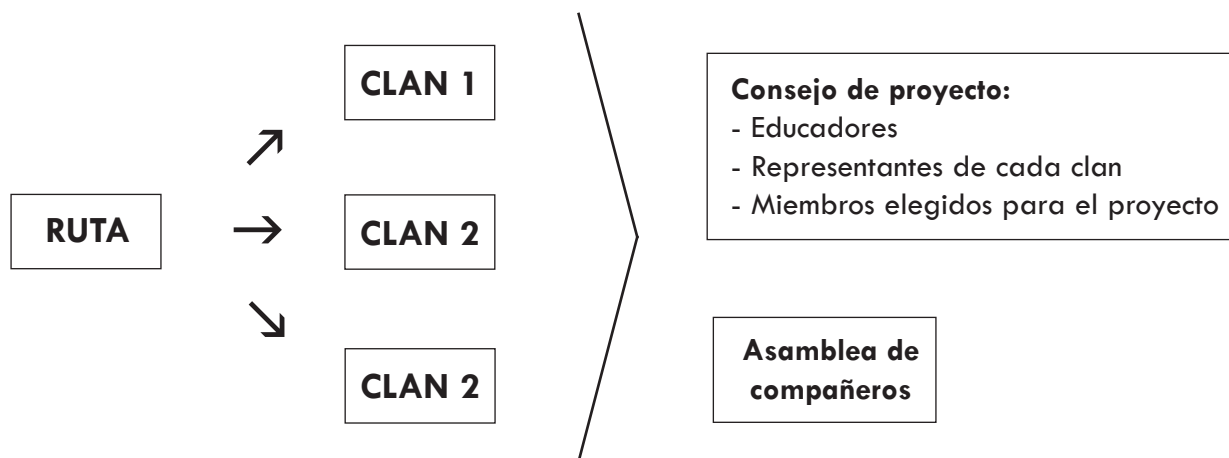 RUTA
CLAN 1
CLAN 2
CLAN 2
Consejo de proyecto:
- Educadores
- Representantes de cada clan
- Miembros elegidos para el proyecto
Asamblea de
compañeros